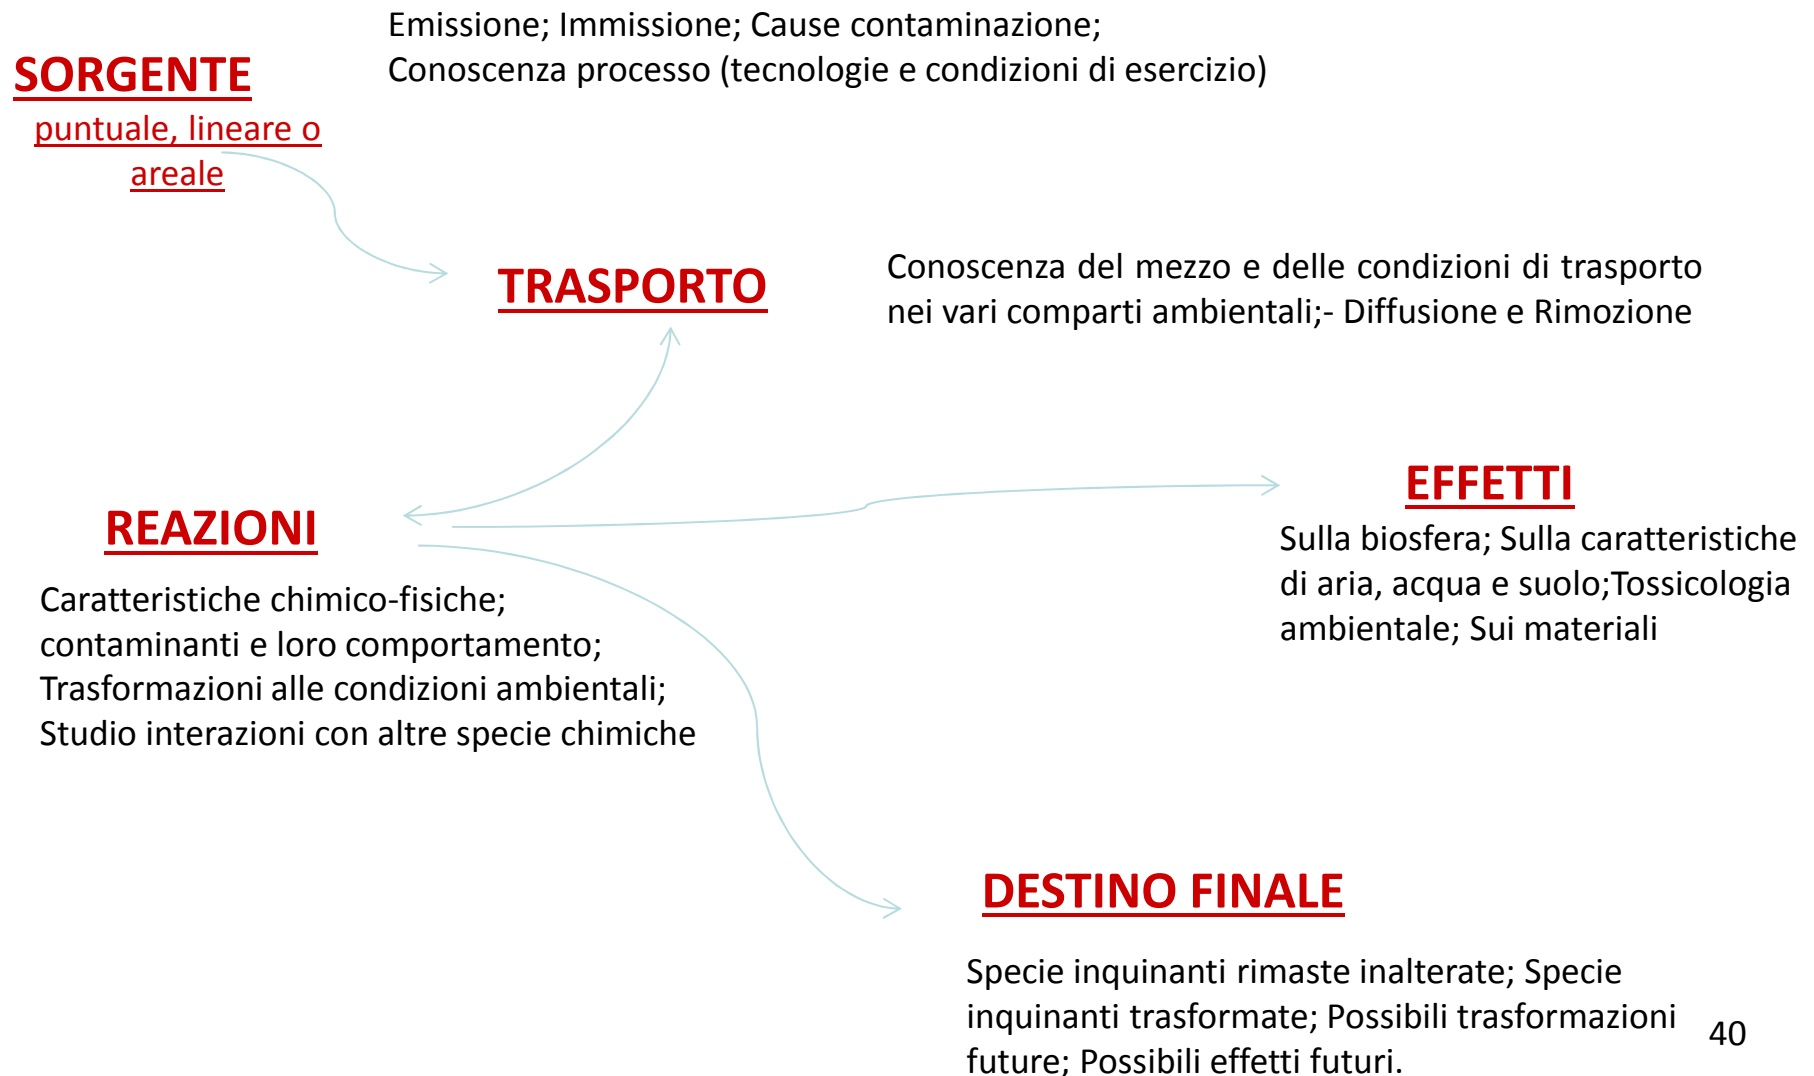 Emissione; Immissione; Cause contaminazione;
Conoscenza processo (tecnologie e condizioni di esercizio)
SORGENTE
puntuale, lineare o
areale
TRASPORTO
Conoscenza del mezzo e delle condizioni di trasporto
nei vari comparti ambientali;- Diffusione e Rimozione
REAZIONI
Caratteristiche chimico-fisiche;
contaminanti e loro comportamento;
Trasformazioni alle condizioni ambientali;
Studio interazioni con altre specie chimiche
EFFETTI
Sulla biosfera; Sulla caratteristiche
di aria, acqua e suolo;Tossicologia
ambientale; Sui materiali
DESTINO FINALE
Specie inquinanti rimaste inalterate; Specie
inquinanti trasformate; Possibili trasformazioni
future; Possibili effetti futuri.
40